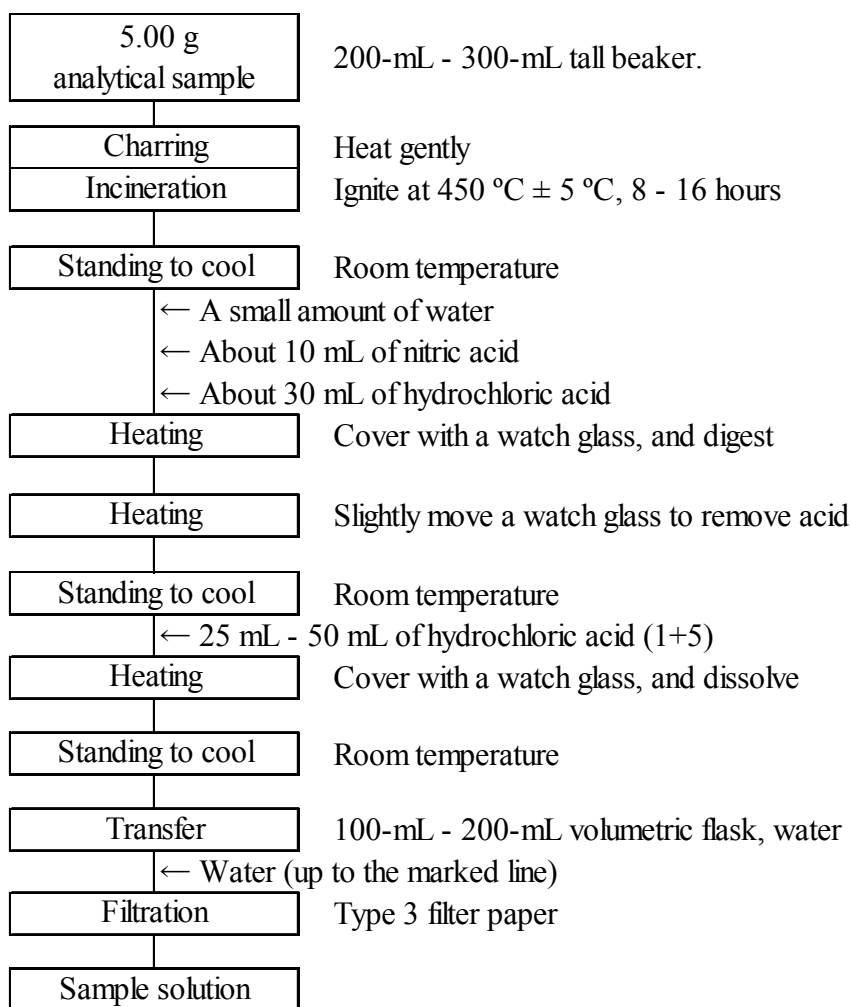 5.00 g
analytical sample
200-mL - 300-mL tall beaker.
Charring
Heat gently
Incineration
Ignite at 450 ºC ± 5 ºC, 8 - 16 hours
Standing to cool
Room temperature
← A small amount of water
← About 10 mL of nitric acid
← About 30 mL of hydrochloric acid
Heating
Cover with a watch glass, and digest
Heating
Slightly move a watch glass to remove acid
Standing to cool
Room temperature
← 25 mL - 50 mL of hydrochloric acid (1+5)
Heating
Cover with a watch glass, and dissolve
Standing to cool
Room temperature
Transfer
100-mL - 200-mL volumetric flask, water
← Water (up to the marked line)
Filtration
Type 3 filter paper
Sample solution